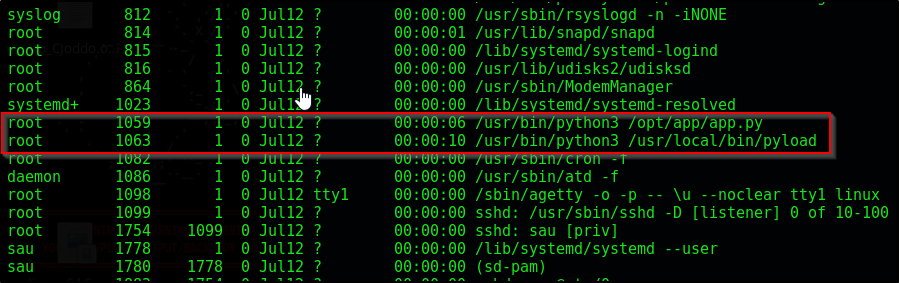 syslog 812 1 0 Jul12 ? 00:00:00 /usr/sbin/rsyslogd -n -iNONE
root 814 1 0 Jul12 ? 00:00:01 /usr/lib/snapd/snapd
root 815 1 0 Jul12 ? 00:00:00 /lib/systemd/systemd-logind
root 816 1 0 Jul12 ? 00:00:00 /usr/lib/udisks2/udisksd
root 864 1 0 Jul12 ? 00:00:00 /usr/sbin/ModemManager
systemd+ 1023 1 0 Jul12 ? 00:00:00 /lib/systemd/systemd-resolved
root 1059 1 0 Jul12 ? 00:00:06 /usr/bin/python3 /opt/app/app.py
root 1063 1 0 Jul12 ? 00:00:10 /usr/bin/python3 /usr/local/bin/pyload
root 1082 1 0 Jul12 ? 00:00:00 /usr/sbin/cron -f
daemon 1086 1 0 Jul12 ? 00:00:00 /usr/sbin/atd -f
root 1098 1 0 Jul12 tty1 00:00:00 /sbin/agetty -o -p -- \u --noclear tty1 linux
root 1099 1 0 Jul12 ? 00:00:00 sshd: /usr/sbin/sshd -D [listener] 0 of 10-100
root 1754 1099 0 Jul12 ? 00:00:00 sshd: sau [priv]
sau 1778 1 0 Jul12 ? 00:00:00 /lib/systemd/systemd --user
sau 1780 1778 0 Jul12 ? 00:00:00 (sd-pam)